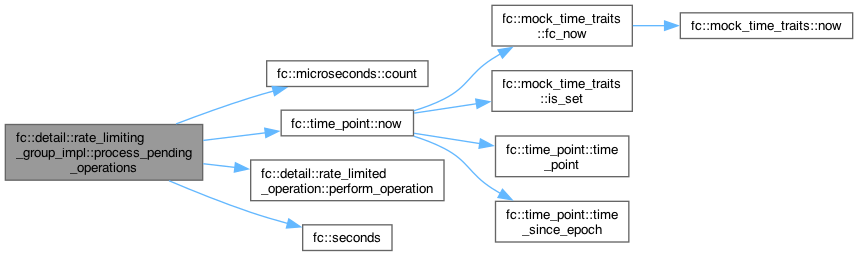 fc::detail::rate_limiting
_group_impl::process_pending
_operations
fc::microseconds::count
fc::time_point::now
fc::detail::rate_limited
_operation::perform_operation
fc::seconds
fc::mock_time_traits
::fc_now
fc::mock_time_traits
::is_set
fc::time_point::time
_point
fc::time_point::time
_since_epoch
fc::mock_time_traits::now